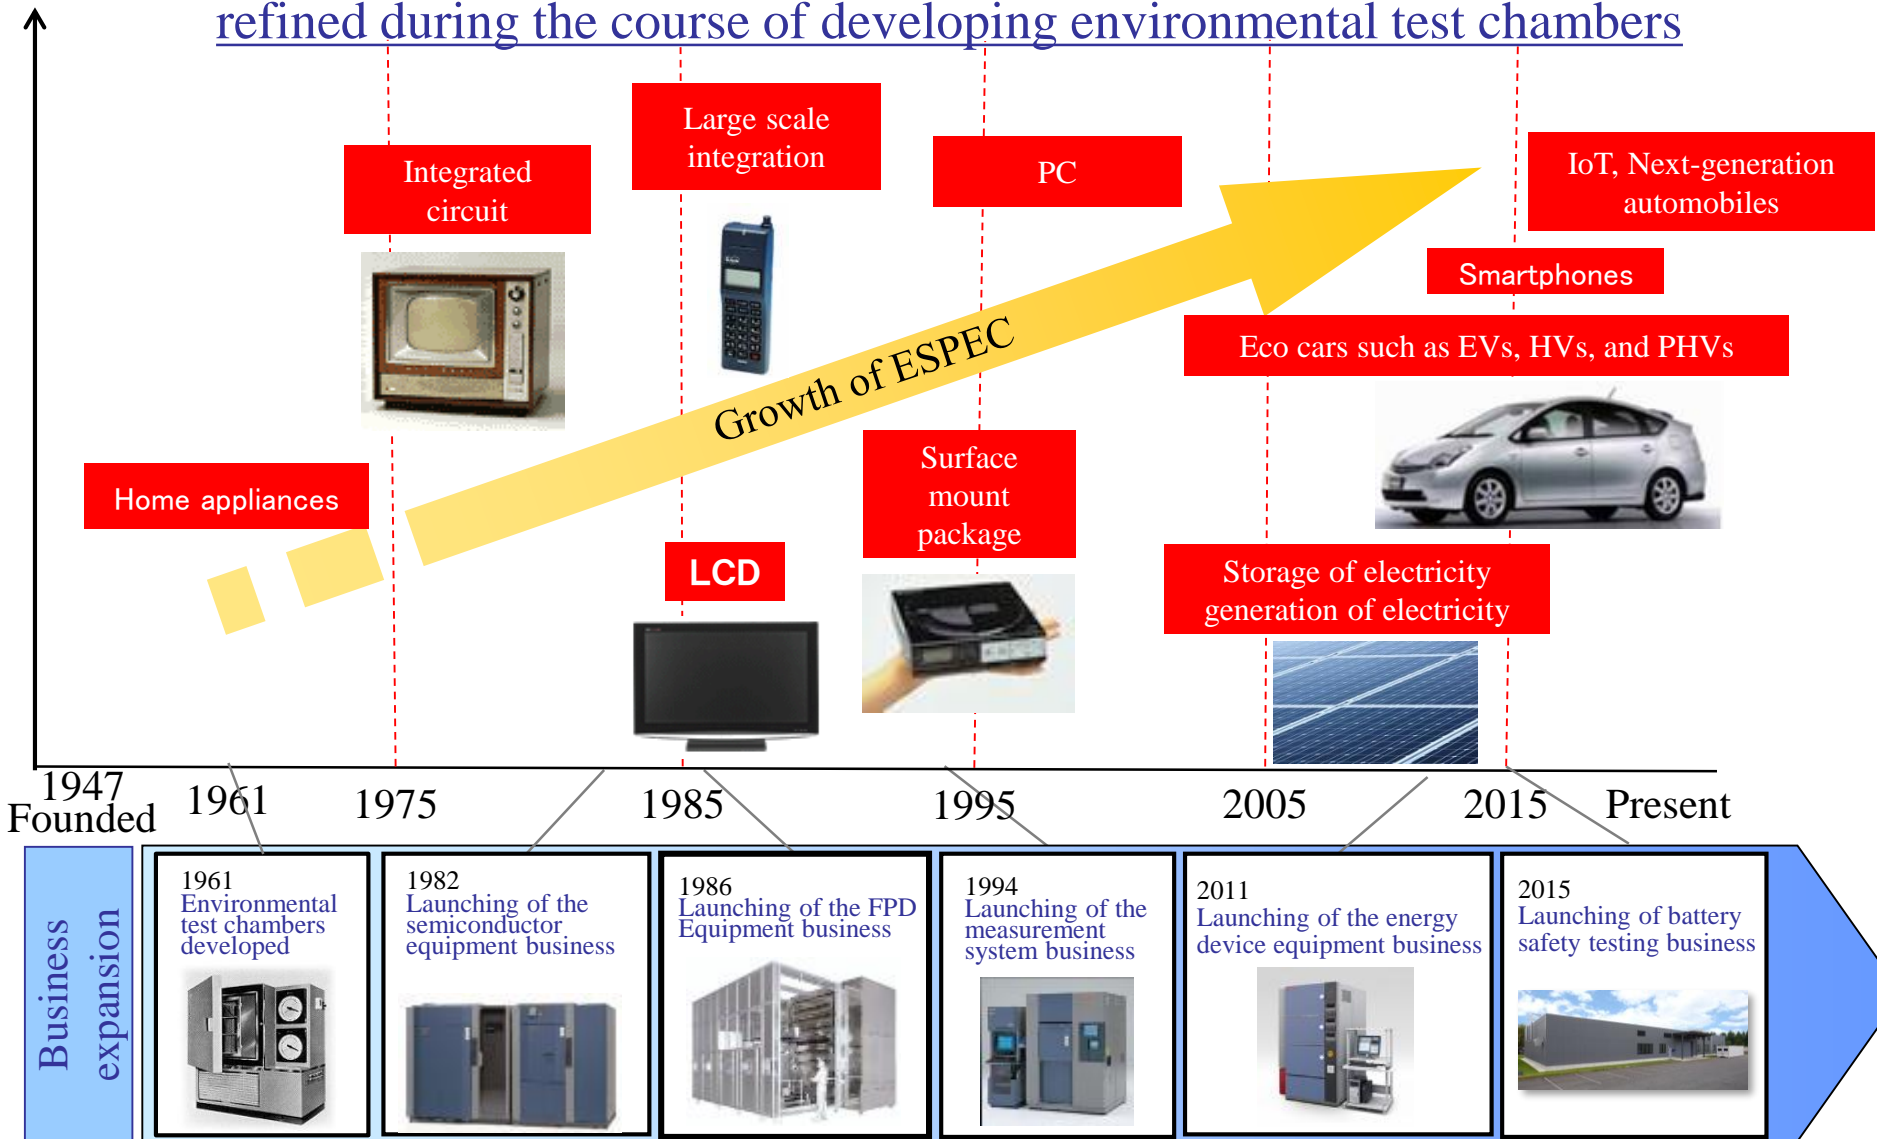 refined during the course of developing environmental test chambers
Large scale
integration
Integrated
circuit
PC
IoT, Next-generation
automobiles
Smartphones
Eco cars such as EVs, HVs, and PHVs
Growth of ESPEC
Home appliances
Surface
mount
package
LCD
Storage of electricity
generation of electricity
1947
Founded
1961
1975
1985
1995
2005
2015
Present
Business
expansion
1961
Environmental
test chambers
developed
1982
Launching of the
semiconductor
equipment business
1986
Launching of the FPD
Equipment business
1994
Launching of the
measurement
system business
2011
Launching of the energy
device equipment business
2015
Launching of battery
safety testing business